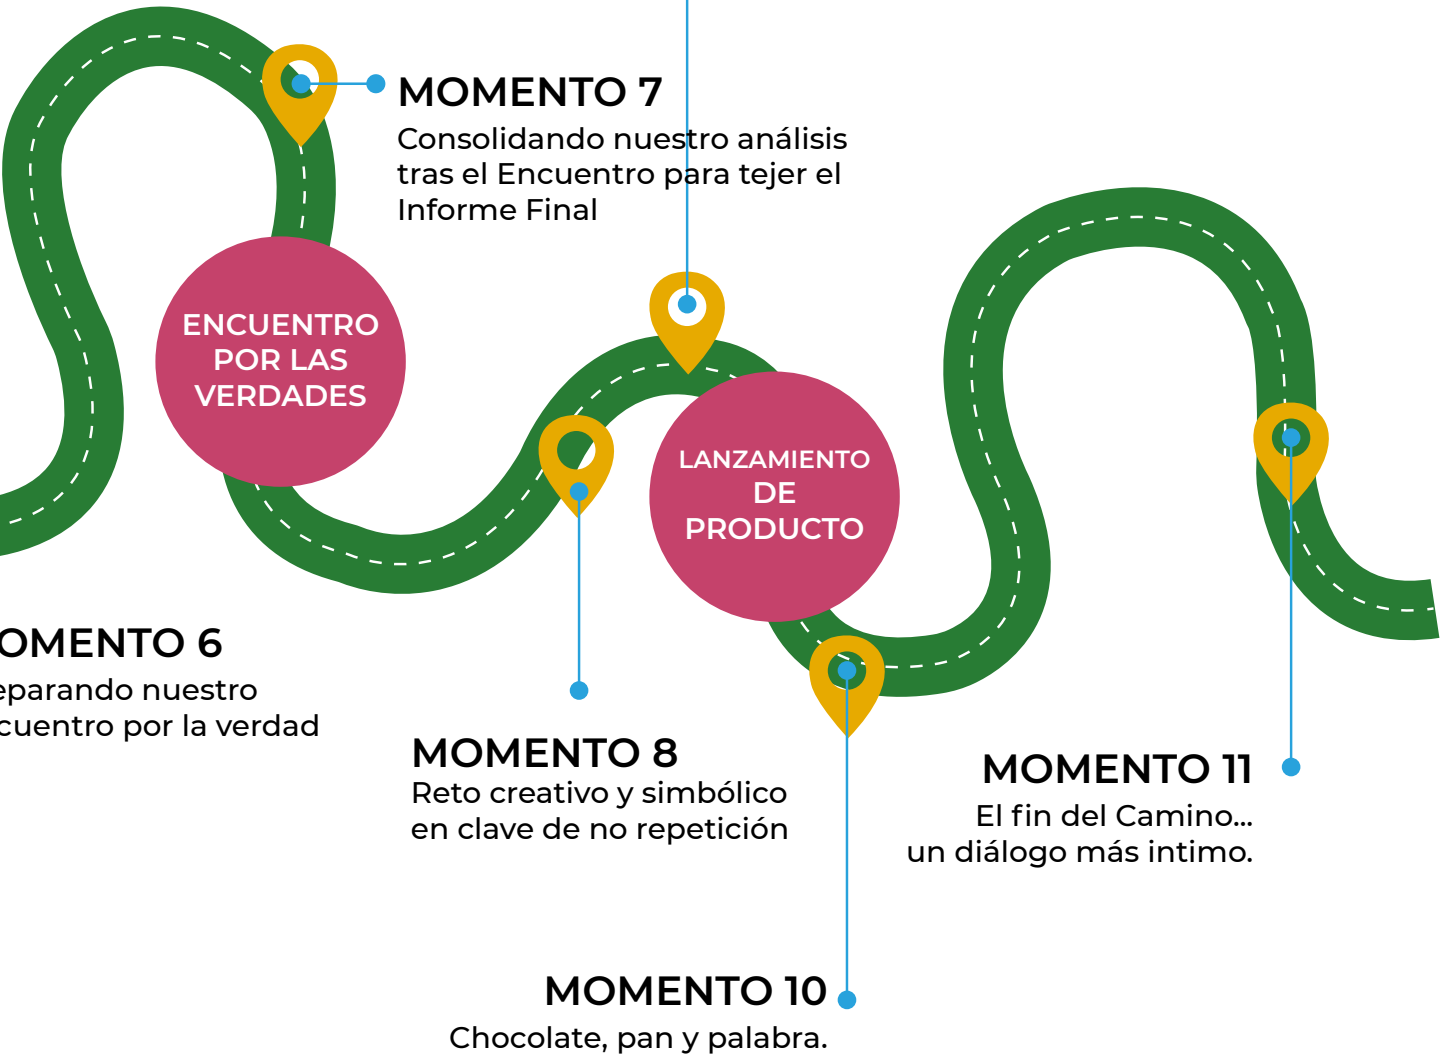 MOMENTO 7
Consolidando nuestro análisis
tras el Encuentro para tejer el
Informe Final
ENCUENTRO
POR LAS
VERDADES
LANZAMIENTO
DE
PRODUCTO
OMENTO 6
eparando nuestro
cuentro por la verdad
MOMENTO 8
Reto creativo y simbólico
en clave de no repetición
MOMENTO 11
El fin del Camino...
un diálogo más intimo.
MOMENTO 10
Chocolate, pan y palabra.